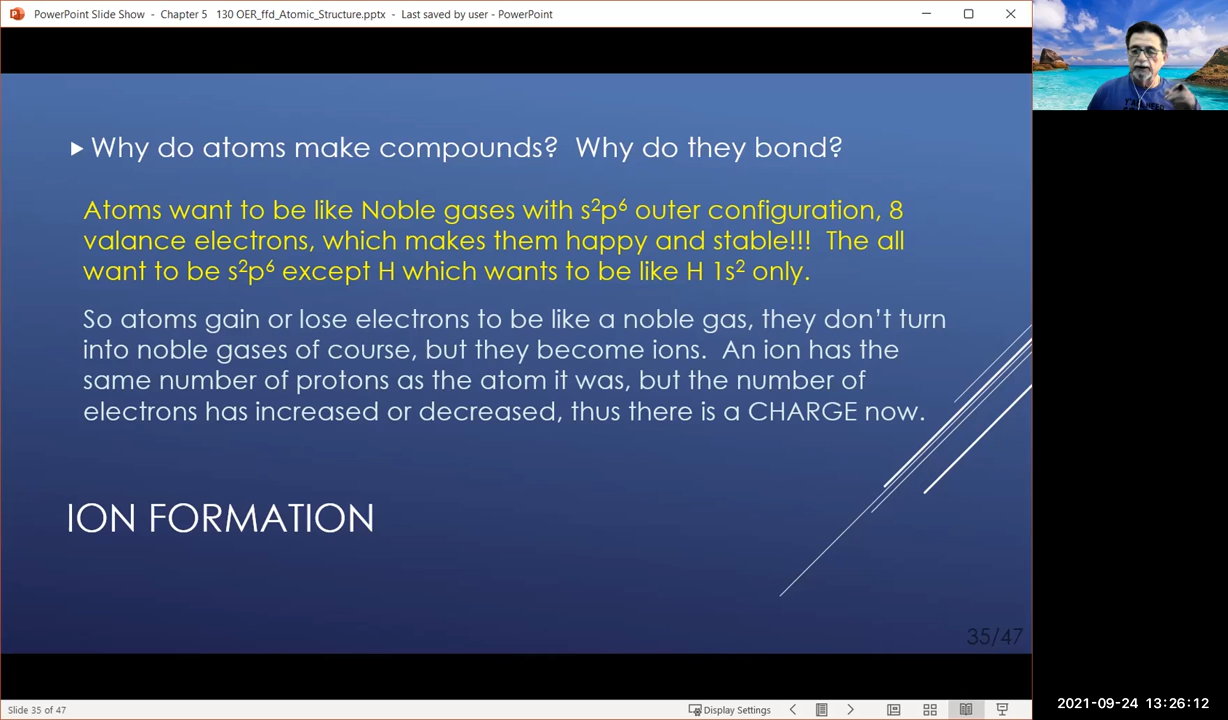 PowerPoint Slide Show - Chapter 5 130 OER_ffd_Atomic_Structure.pptx - Last saved by user - PowerPoint
Why do atoms make compounds? Why do they bond?
Atoms want to be like Noble gases with s²p⁶ outer configuration, 8
valance electrons, which makes them happy and stable!!! The all
want to be s²p⁶ except H which wants to be like H 1s² only.
So atoms gain or lose electrons to be like a noble gas, they don’t turn
into noble gases of course, but they become ions. An ion has the
same number of protons as the atom it was, but the number of
electrons has increased or decreased, thus there is a CHARGE now.
ION FORMATION
35/47
Slide 35 of 47
Display Settings
2021-09-24 13:26:12